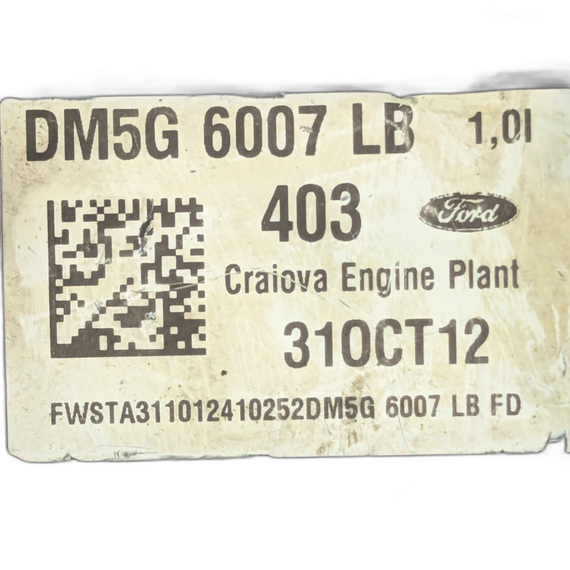 DM5G 6007 LB 1,0l
403 Ford
Craiova Engine Plant
31OCT12
FWSTA311012410252DM5G 6007 LB FD